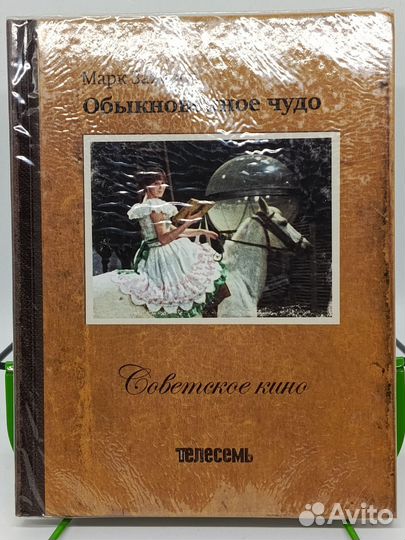 Марк
Обыкновенное чудо
Советское кино
телесемь
Avito